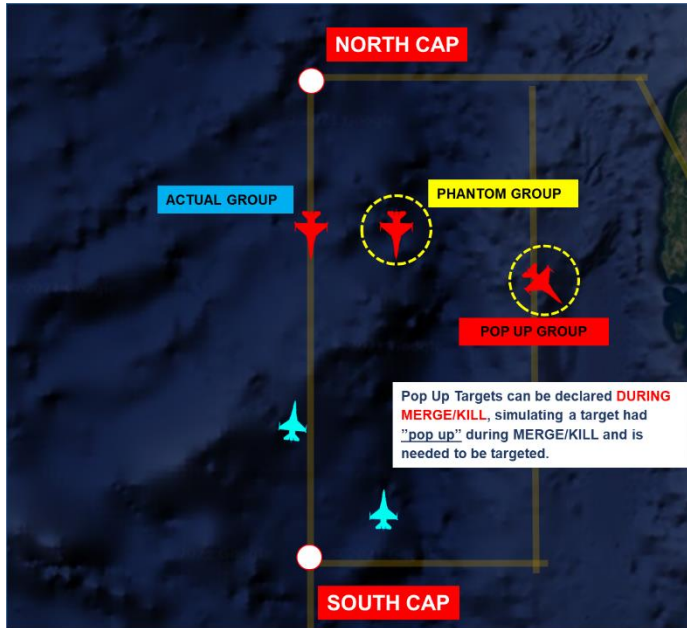 NORTH CAP
ACTUAL GROUP
PHANTOM GROUP
POP UP GROUP
Pop Up Targets can be declared DURING
MERGE/KILL, simulating a target had
”pop up” during MERGE/KILL and is
needed to be targeted.
SOUTH CAP